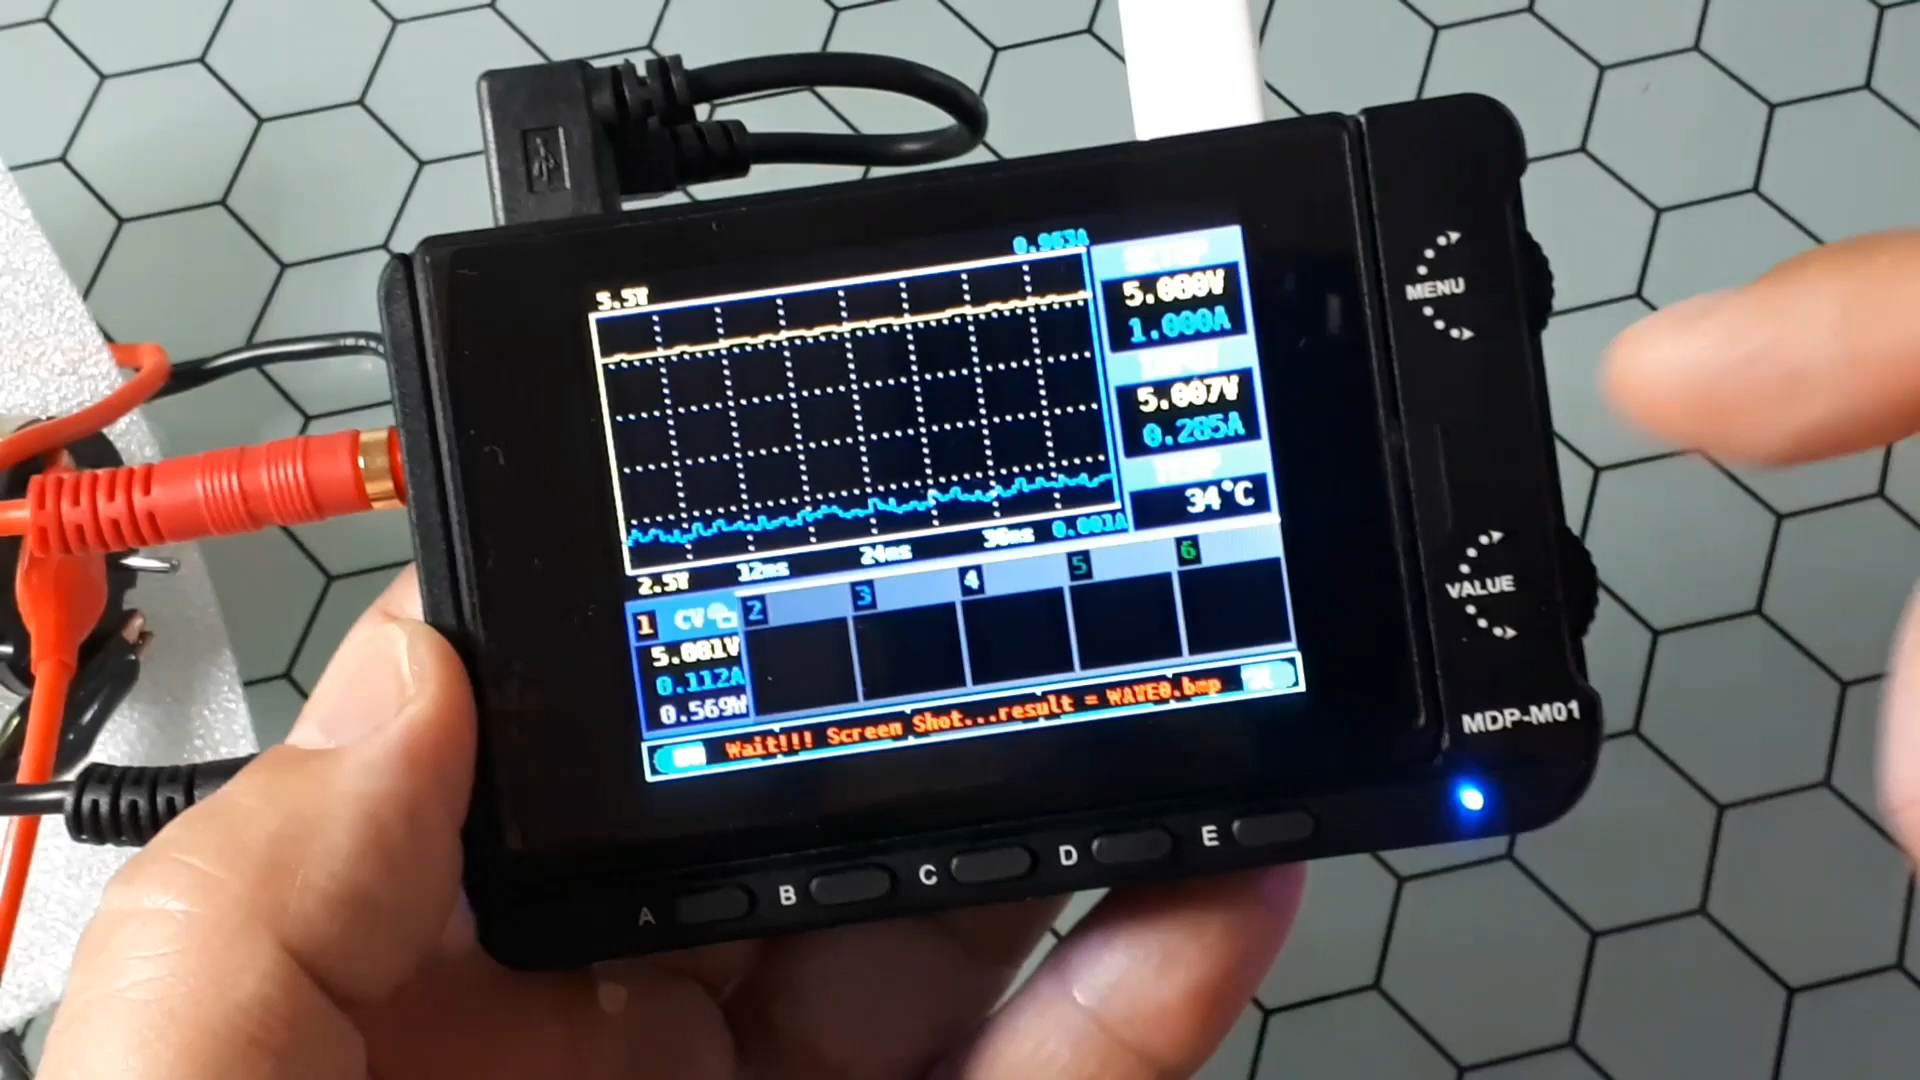 0.963A
5.5V
5.000V
1.000A
INPUT
5.007V
0.285A
TEMP
34°C
0.001A
2.5V
12ms
24ms
36ms
1 CV
2
3
4
5
6
5.001V
0.112A
0.569W
Wait!!! Screen Shot...result = WAVE0.bmp
MENU
VALUE
MDP-M01
A
B
C
D
E